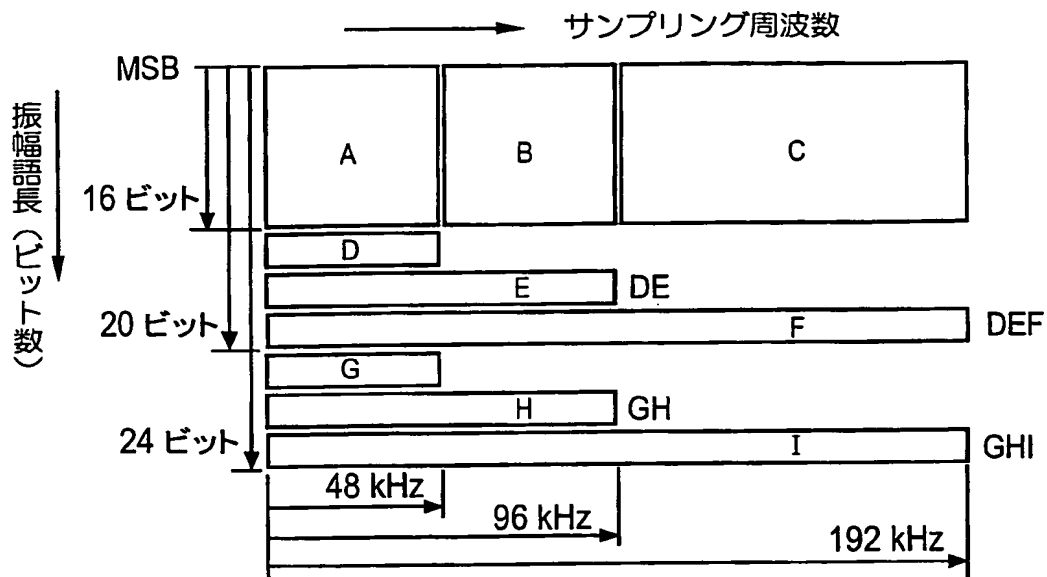 サンプリング周波数
MSB
振幅語長（ビット数）
A
B
C
16 ビット
D
E
DE
20 ビット
F
DEF
G
H
GH
24 ビット
I
GHI
48 kHz
96 kHz
192 kHz